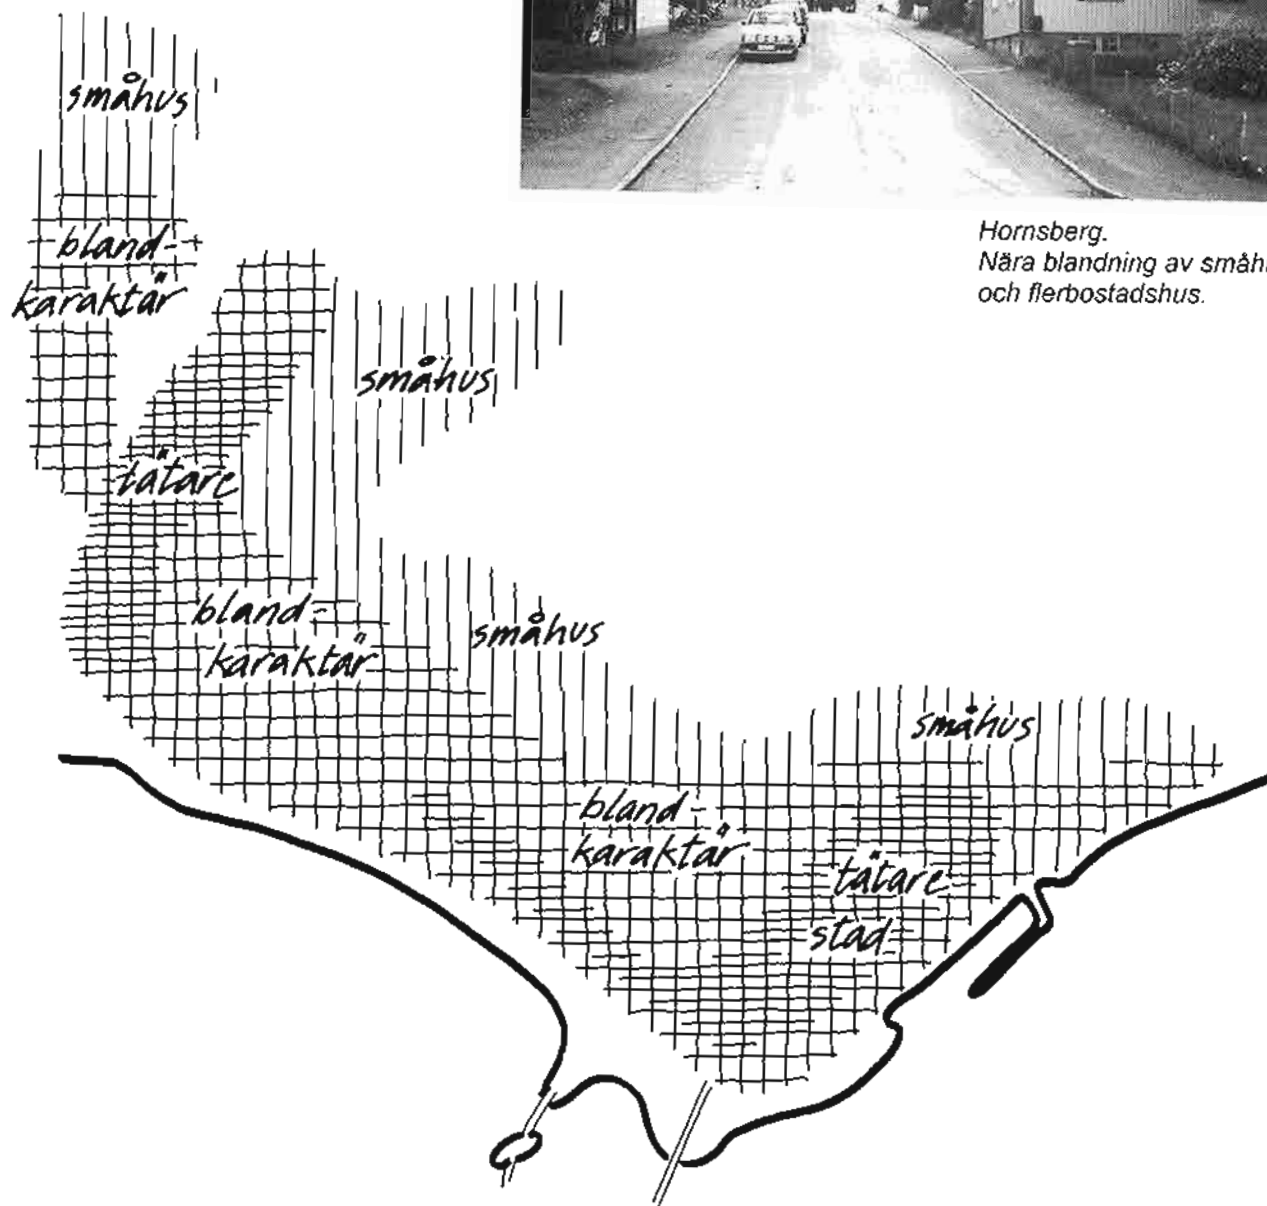 småhus
bland-
karaktär
Hornsberg.
Nära blandning av
och flerbostadshus.
småhus
tätare
bland-
karaktär
småhus
småhus
bland-
karaktär
tätare
stad